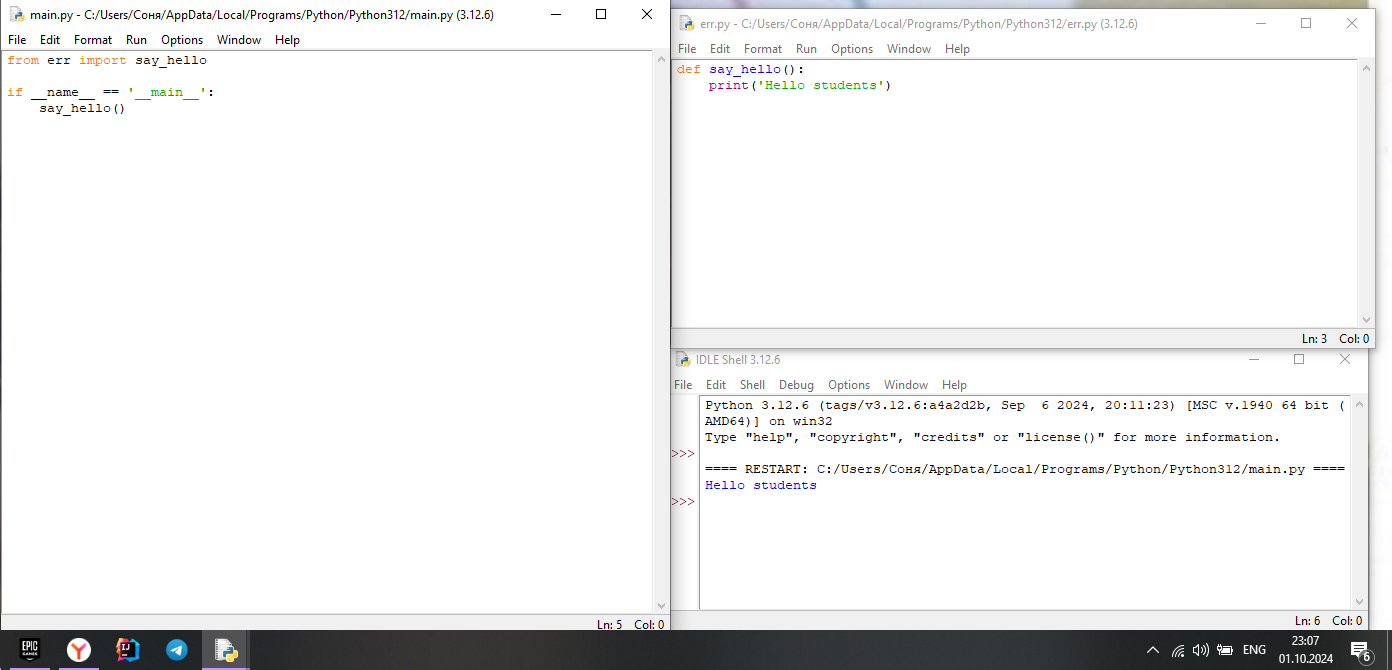 main.py - C:/Users/Соня/AppData/Local/Programs/Python/Python312/main.py (3.12.6)
File Edit Format Run Options Window Help
from err import say_hello
if __name__ == '__main__':
    say_hello()
Ln: 5 Col: 0
err.py - C:/Users/Соня/AppData/Local/Programs/Python/Python312/err.py (3.12.6)
File Edit Format Run Options Window Help
def say_hello():
    print('Hello students')
Ln: 3 Col: 0
IDLE Shell 3.12.6
File Edit Shell Debug Options Window Help
Python 3.12.6 (tags/v3.12.6:a4a2d2b, Sep  6 2024, 20:11:23) [MSC v.1940 64 bit (
AMD64)] on win32
Type "help", "copyright", "credits" or "license()" for more information.
>>>
==== RESTART: C:/Users/Соня/AppData/Local/Programs/Python/Python312/main.py ====
Hello students
>>>
Ln: 6 Col: 0
EPIC
GAMES
Y
IJ
ENG
23:07
01.10.2024
6